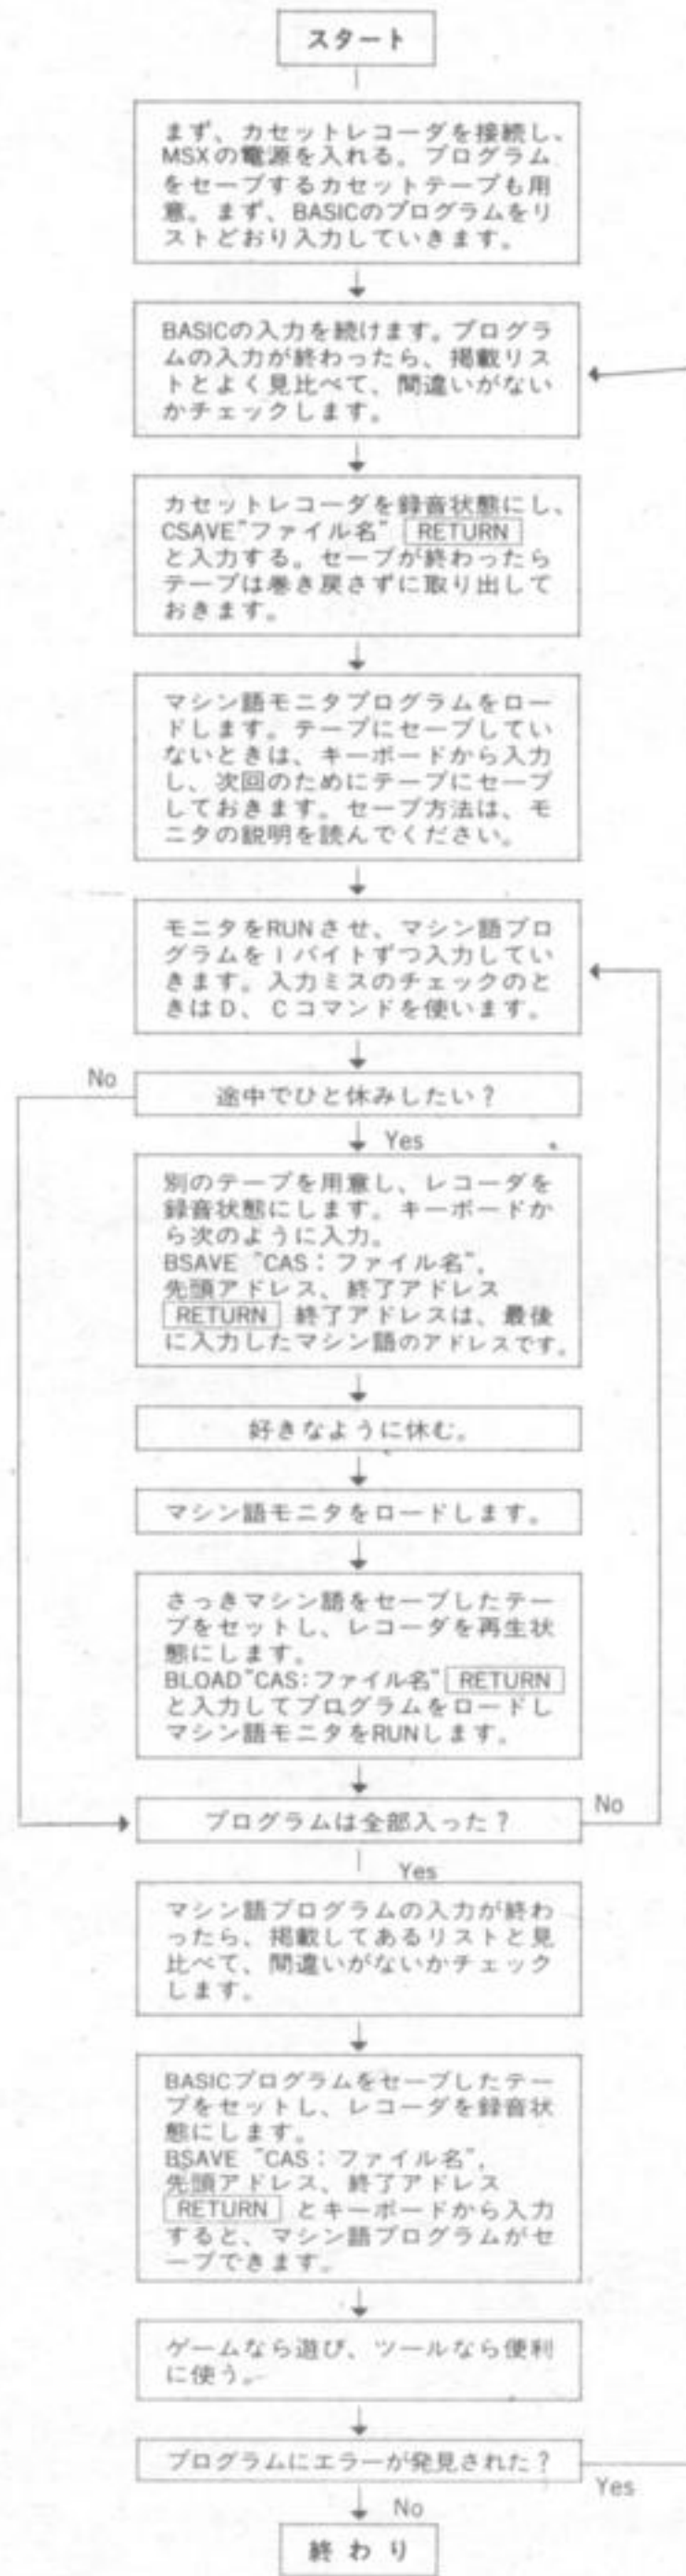 スタート
まず、カセットレコーダを接続し、
MSXの電源を入れる。プログラム
をセーブするカセットテープも用
意。まず、BASICのプログラムをリ
ストどおり入力していきます。
BASICの入力を続けます。プログラ
ムの入力が終わったら、掲載リス
トとよく見比べて、間違いがない
かチェックします。
カセットレコーダを録音状態にし、
CSAVE"ファイル名" RETURN
と入力する。セーブが終わったら
テープは巻き戻さずに取り出して
おきます。
マシン語モニタプログラムをロー
ドします。テープにセーブしてい
ないときは、キーボードから入力
し、次回のためにテープにセーブ
しておきます。セーブ方法は、モ
ニタの説明を読んでください。
モニタをRUNさせ、マシン語プロ
グラムを1バイトずつ入力してい
きます。入力ミスのチェックのと
きはD、Cコマンドを使います。
No
途中でひと休みしたい?
Yes
別のテープを用意し、レコーダを
録音状態にします。キーボードか
ら次のように入力。
BSAVE "CAS:ファイル名",
先頭アドレス、終了アドレス
RETURN 終了アドレスは、最後
に入力したマシン語のアドレスです。
好きなように休む。
マシン語モニタをロードします。
さっきマシン語をセーブしたテー
プをセットし、レコーダを再生状
態にします。
BLOAD"CAS:ファイル名" RETURN
と入力してプログラムをロードし
マシン語モニタをRUNします。
プログラムは全部入った?
No
Yes
マシン語プログラムの入力が終わ
ったら、掲載してあるリストと見
比べて、間違いがないかチェック
します。
BASICプログラムをセーブしたテー
プをセットし、レコーダを録音状
態にします。
BSAVE "CAS:ファイル名",
先頭アドレス、終了アドレス
RETURN とキーボードから入力
すると、マシン語プログラムがセ
ーブできます。
ゲームなら遊び、ツールなら便利
に使う。
プログラムにエラーが発見された?
Yes
No
終わり